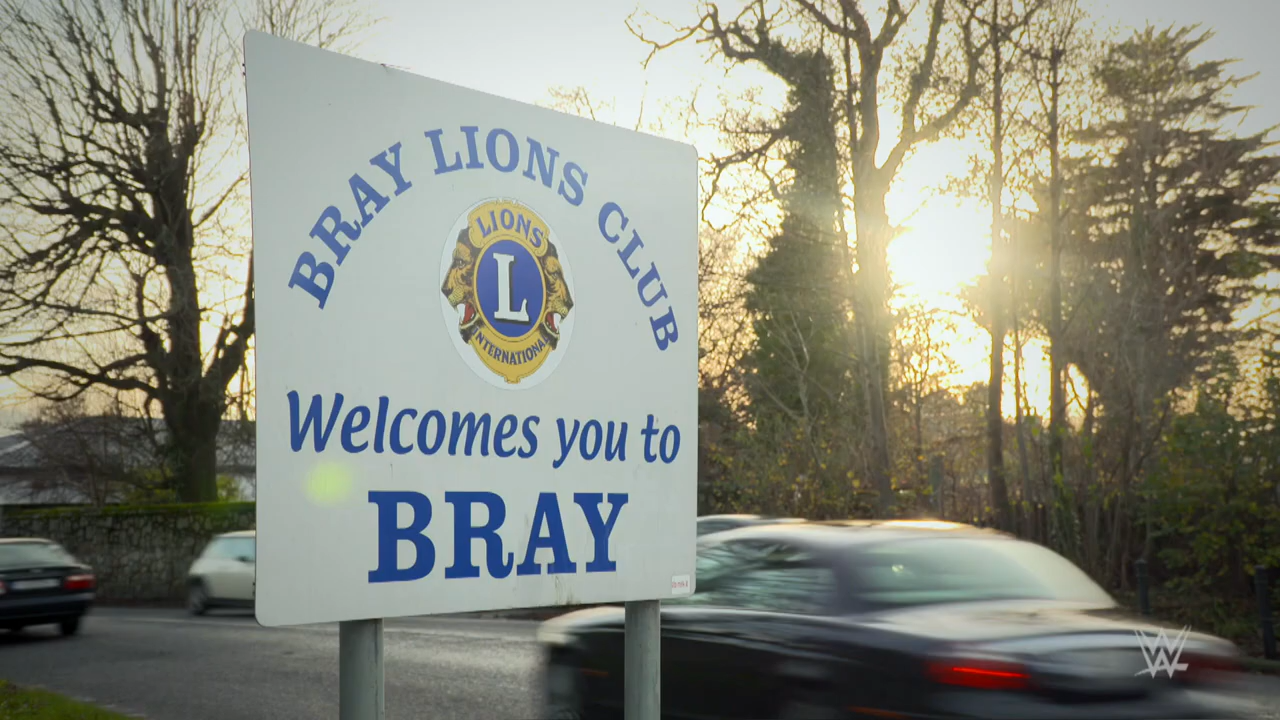 BRAY LIONS CLUB
LIONS
L
INTERNATIONAL
Welcomes you to
BRAY
W